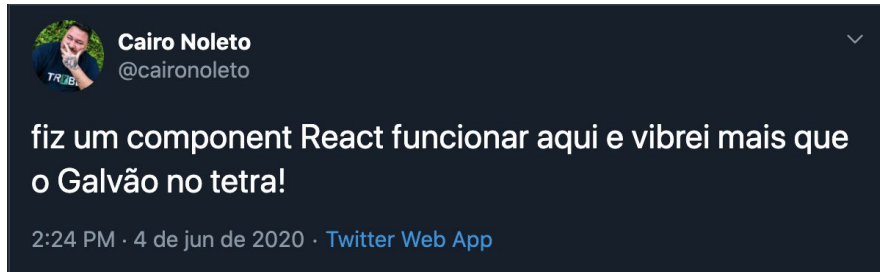 Cairo Noleto
@caironoleto
fiz um component React funcionar aqui e vibrei mais que
o Galvão no tetra!
2:24 PM · 4 de jun de 2020 · Twitter Web App